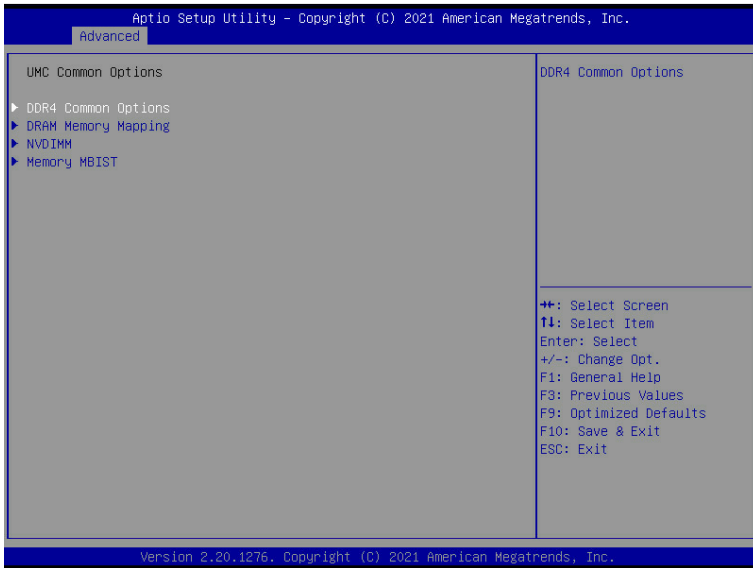 Aptio Setup Utility – Copyright (C) 2021 American Megatrends, Inc.
Advanced
UMC Common Options
DDR4 Common Options
DRAM Memory Mapping
NVDIMM
Memory MBIST
DDR4 Common Options
→←: Select Screen
↑↓: Select Item
Enter: Select
+/-: Change Opt.
F1: General Help
F3: Previous Values
F9: Optimized Defaults
F10: Save & Exit
ESC: Exit
Version 2.20.1276. Copyright (C) 2021 American Megatrends, Inc.